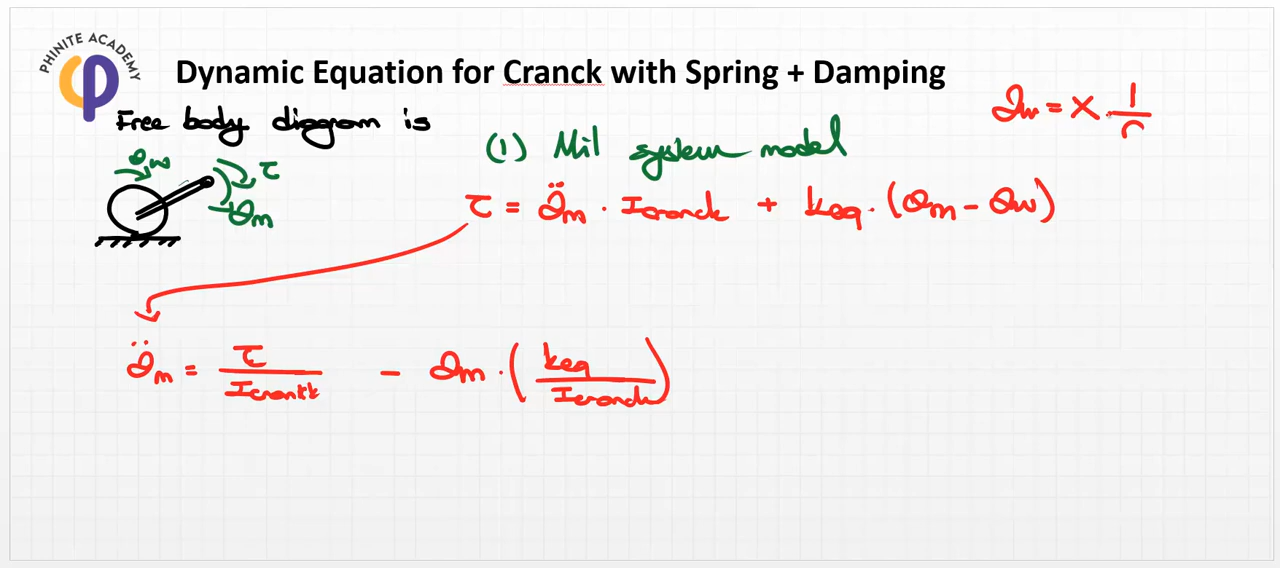 PHINITE ACADEMY
Dynamic Equation for Cranck with Spring + Damping
Free body diagram is
θw = x · 1/r
(1) Mil system model
θw τ
θm
τ = θ̈m · Icranck + keq · (θm − θw)
θ̈m = τ/Icranck − θm · (keq/Icranck)